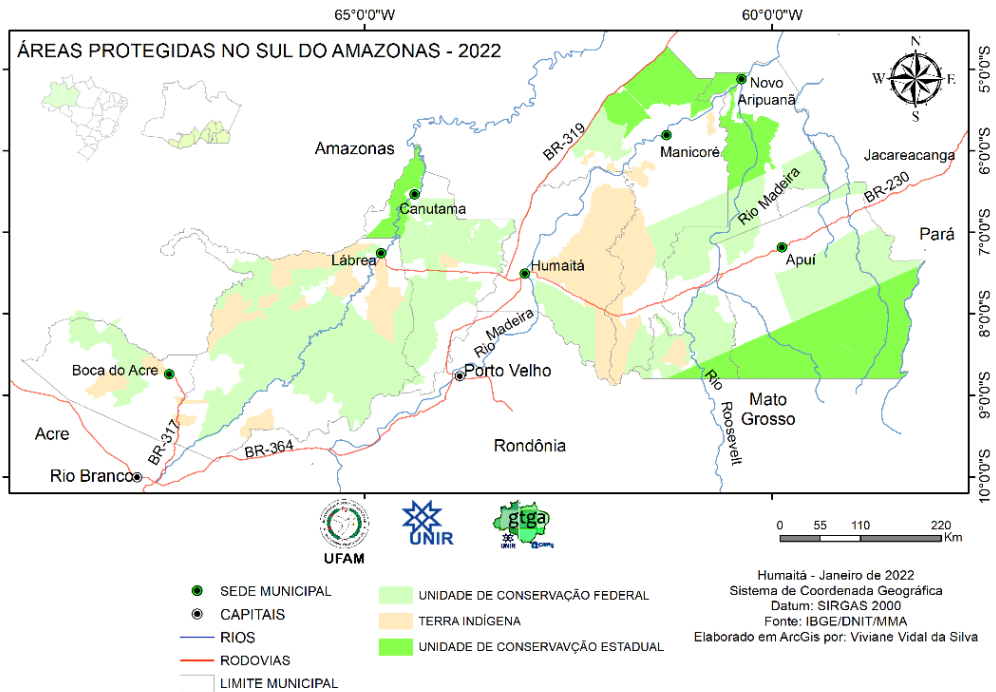 65°0'0"W
60°0'0"W
ÁREAS PROTEGIDAS NO SUL DO AMAZONAS - 2022
N
W
E
S
5°0'0"S
6°0'0"S
7°0'0"S
8°0'0"S
9°0'0"S
10°0'0"S
Novo
Aripuanã
BR-319
Manicoré
Amazonas
Jacareacanga
Canutama
Rio Madeira
BR-230
Pará
Lábrea
Humaitá
Apuí
Rio Madeira
Boca do Acre
Porto Velho
Rio
Roosevelt
Mato
Grosso
Acre
BR-317
BR-364
Rondônia
Rio Branco
UFAM
UNIR
gtga
UNIR
0 55 110 220
Km
SEDE MUNICIPAL
CAPITAIS
RIOS
RODOVIAS
LIMITE MUNICIPAL
UNIDADE DE CONSERVAÇÃO FEDERAL
TERRA INDÍGENA
UNIDADE DE CONSERVAVÇÃO ESTADUAL
Humaitá - Janeiro de 2022
Sistema de Coordenada Geográfica
Datum: SIRGAS 2000
Fonte: IBGE/DNIT/MMA
Elaborado em ArcGis por: Viviane Vidal da Silva